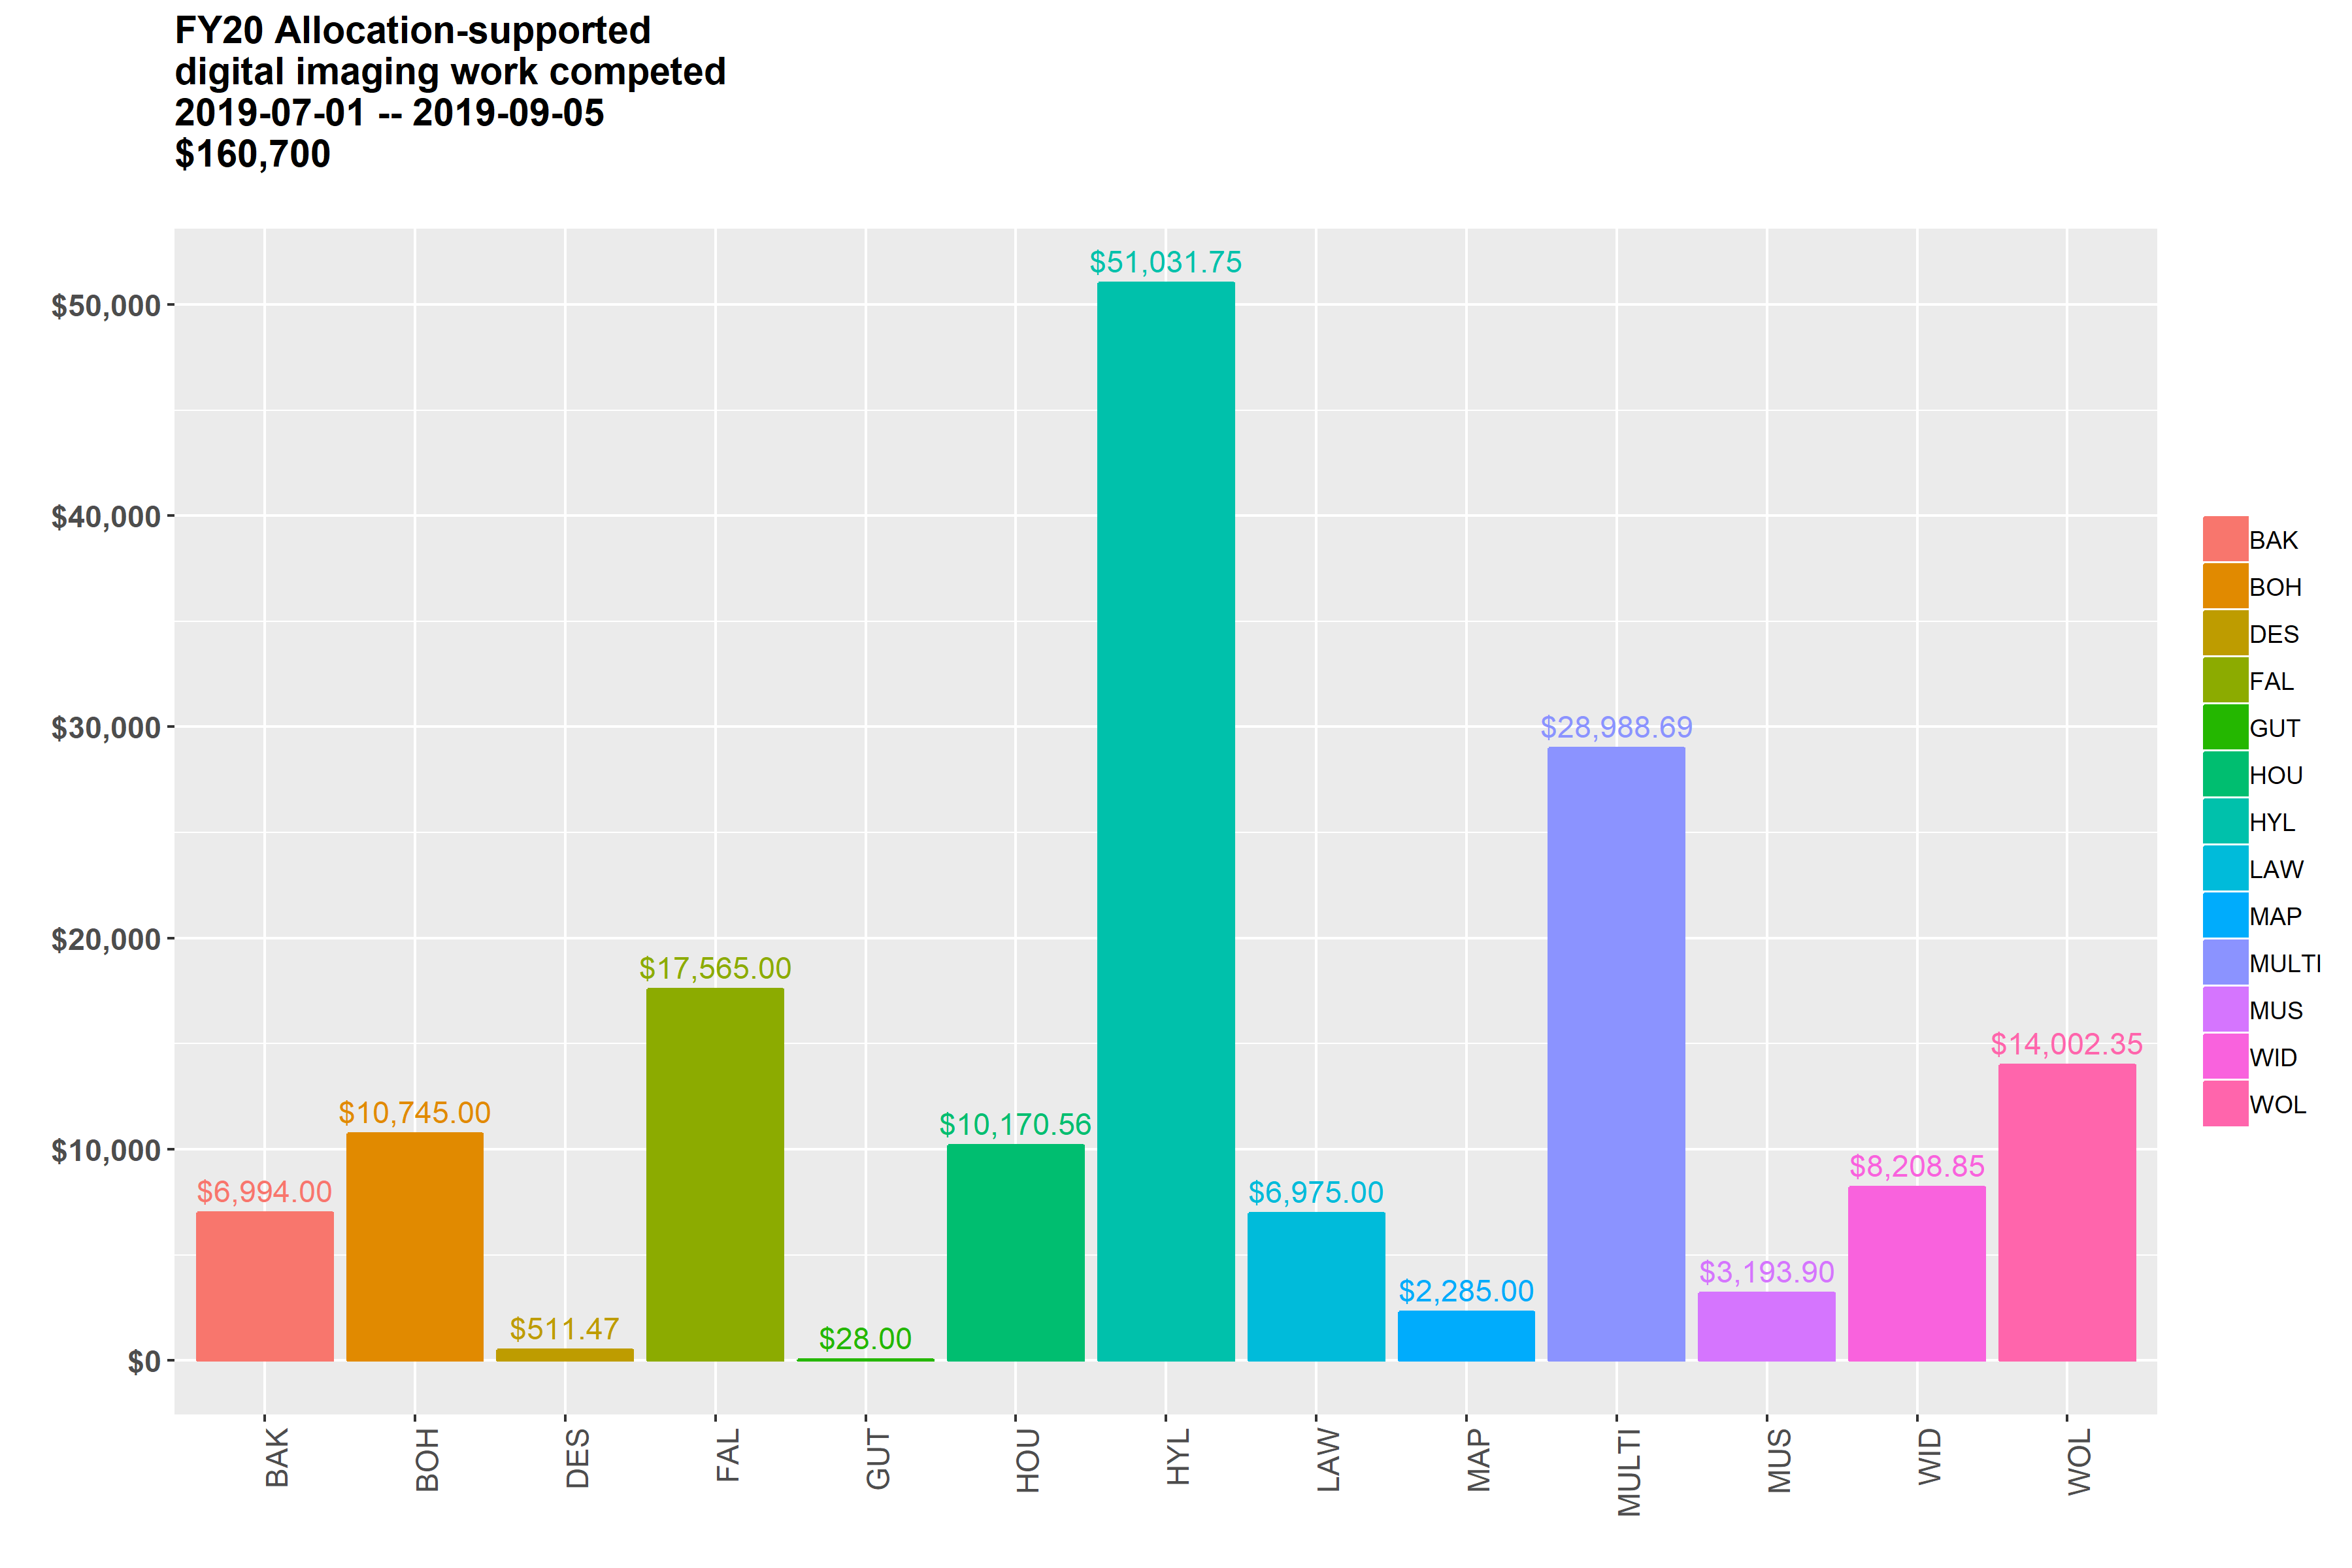 FY20 Allocation-supported
digital imaging work competed
2019-07-01 -- 2019-09-05
$160,700
$50,000
$40,000
$30,000
$20,000
$10,000
$0
$6,994.00
$10,745.00
$511.47
$17,565.00
$28.00
$10,170.56
$51,031.75
$6,975.00
$2,285.00
$28,988.69
$3,193.90
$8,208.85
$14,002.35
BAK
BOH
DES
FAL
GUT
HOU
HYL
LAW
MAP
MULTI
MUS
WID
WOL
BAK
BOH
DES
FAL
GUT
HOU
HYL
LAW
MAP
MULTI
MUS
WID
WOL